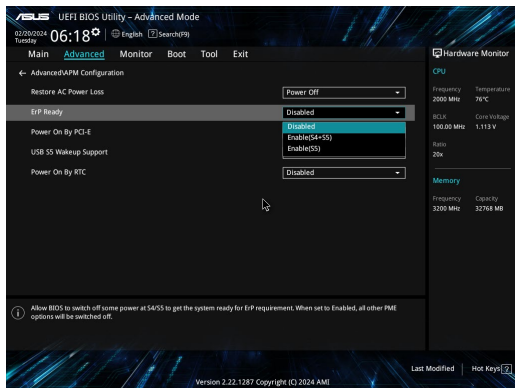 ASUS UEFI BIOS Utility – Advanced Mode
02/20/2024 Tuesday 06:18 English ? Search(F9)
Main Advanced Monitor Boot Tool Exit
Hardware Monitor
← Advanced\APM Configuration
Restore AC Power Loss Power Off
ErP Ready Disabled
Disabled
Enable(S4+S5)
Enable(S5)
Power On By PCI-E
USB S5 Wakeup Support
Power On By RTC Disabled
CPU
Frequency Temperature
2000 MHz 76°C
BCLK Core Voltage
100.00 MHz 1.113 V
Ratio
20x
Memory
Frequency Capacity
3200 MHz 32768 MB
i Allow BIOS to switch off some power at S4/S5 to get the system ready for ErP requirement. When set to Enabled, all other PME
options will be switched off.
Last Modified Hot Keys ?
Version 2.22.1287 Copyright (C) 2024 AMI